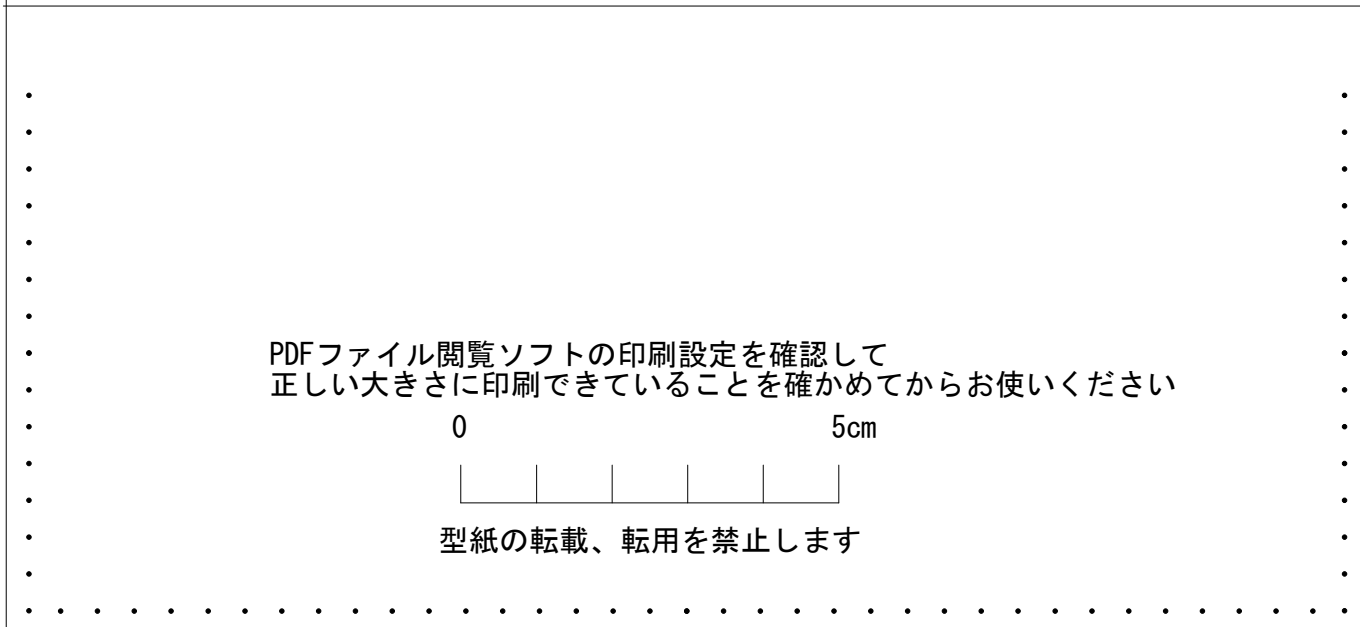 PDFファイル閲覧ソフトの印刷設定を確認して
正しい大きさに印刷できていることを確かめてからお使いください
0 5cm
型紙の転載、転用を禁止します